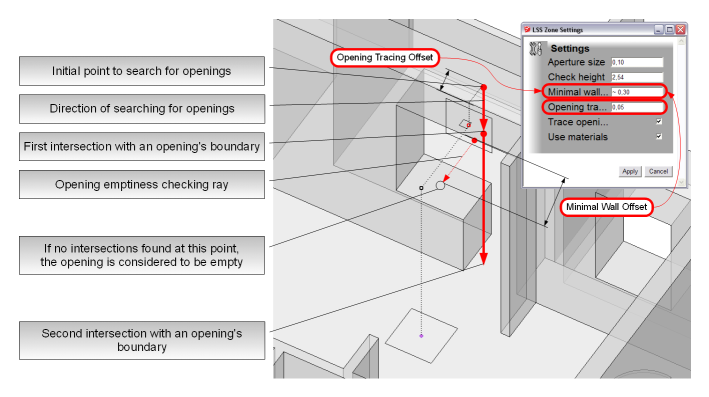 Initial point to search for openings
Direction of searching for openings
First intersection with an opening's boundary
Opening emptiness checking ray
If no intersections found at this point,
the opening is considered to be empty
Second intersection with an opening's
boundary
Opening Tracing Offset
LSS Zone Settings
Settings
Aperture size 0,10
Check height 2,54
Minimal wall... ~ 0,30
Opening tra... 0,05
Trace openi...
Use materials
Apply Cancel
Minimal Wall Offset